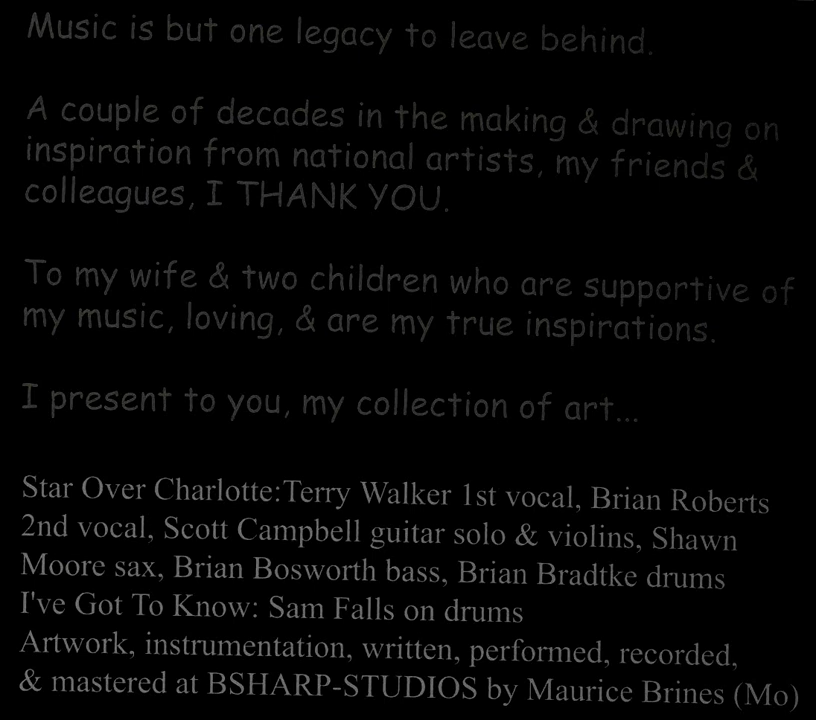 Music is but one legacy to leave behind.
A couple of decades in the making & drawing on
inspiration from national artists, my friends &
colleagues, I THANK YOU.
To my wife & two children who are supportive of
my music, loving, & are my true inspirations.
I present to you, my collection of art...
Star Over Charlotte:Terry Walker 1st vocal, Brian Roberts
2nd vocal, Scott Campbell guitar solo & violins, Shawn
Moore sax, Brian Bosworth bass, Brian Bradtke drums
I've Got To Know: Sam Falls on drums
Artwork, instrumentation, written, performed, recorded,
& mastered at BSHARP-STUDIOS by Maurice Brines (Mo)